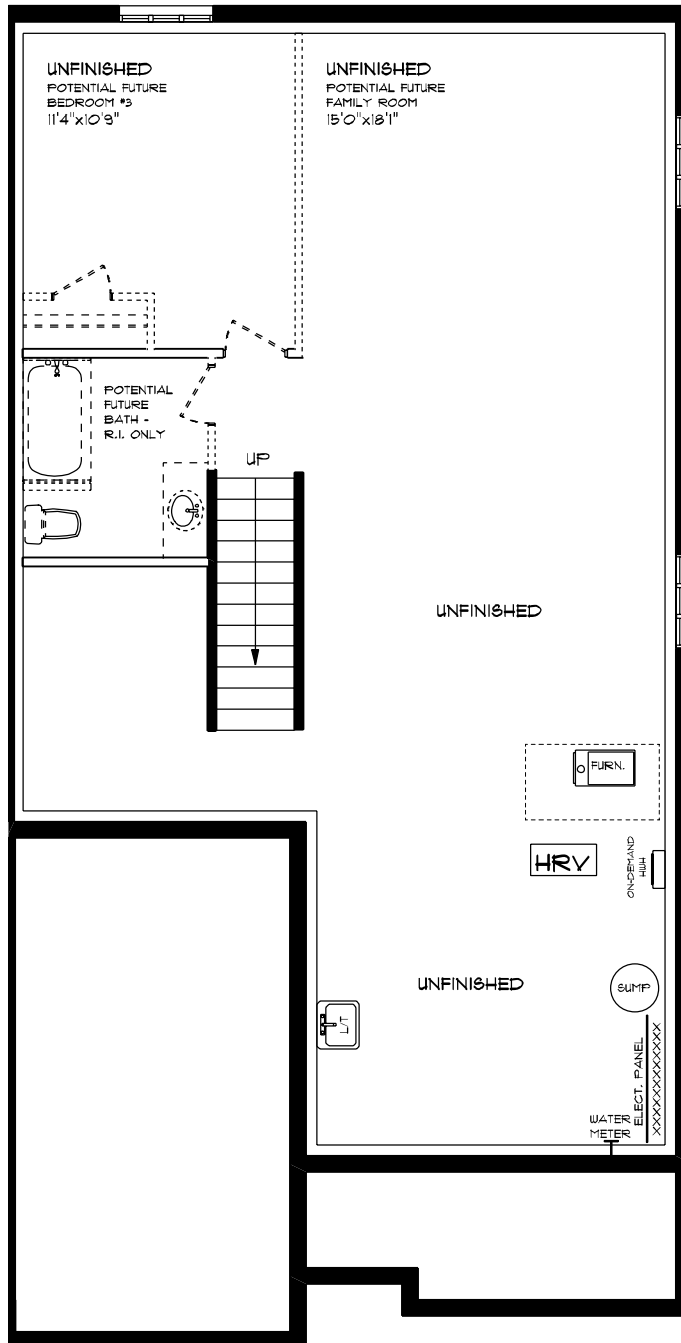 UNFINISHED
POTENTIAL FUTURE
BEDROOM #3
11'4"x10'9"
UNFINISHED
POTENTIAL FUTURE
FAMILY ROOM
15'0"x18'1"
POTENTIAL
FUTURE
BATH -
R.I. ONLY
UP
UNFINISHED
FURN.
HRV
ON-DEMAND
HWH
UNFINISHED
SUMP
L/T
ELECT. PANEL
XXXXXXXXXXXXX
WATER
METER